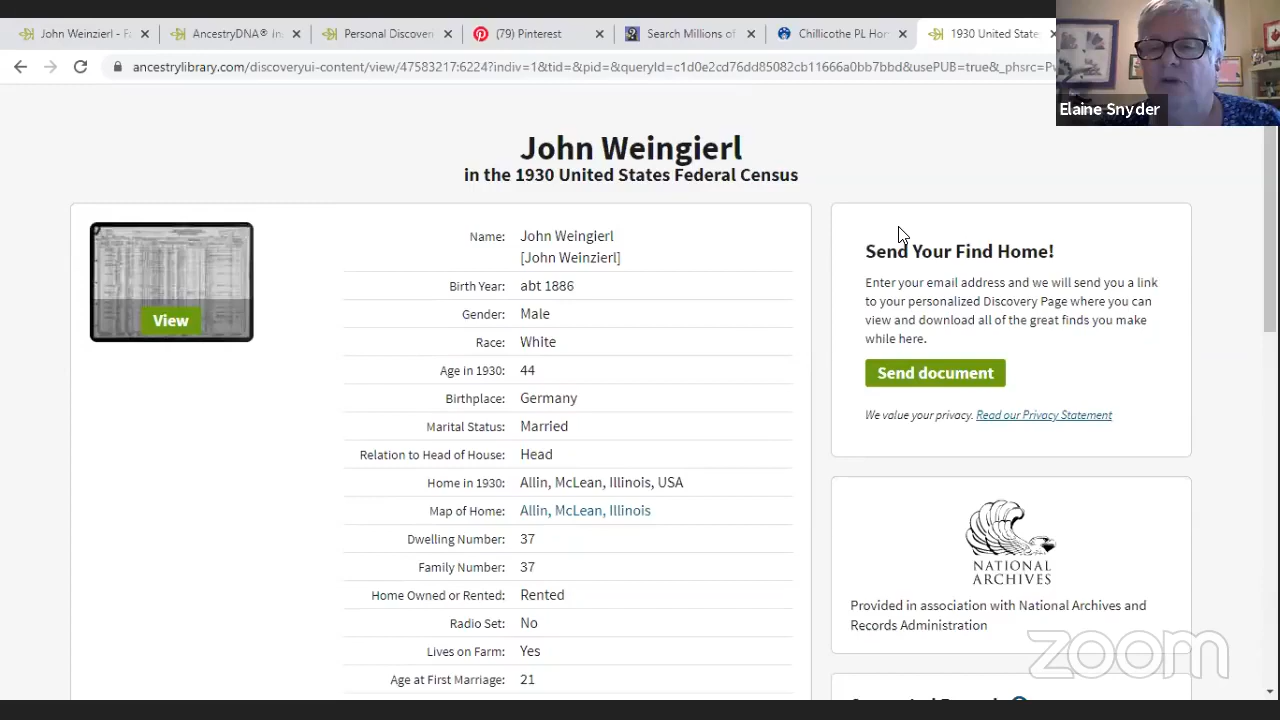 John Weinzierl - Fa
AncestryDNA® in
Personal Discovery
(79) Pinterest
Search Millions of
Chillicothe PL Hom
1930 United State
ancestrylibrary.com/discoveryui-content/view/47583217:6224?indiv=1&tid=&pid=&queryId=c1d0e2cd76dd85082cb11666a0bb7bbd&usePUB=true&_phsrc=Pw
Elaine Snyder
John Weingierl
in the 1930 United States Federal Census
View
Name: John Weingierl
[John Weinzierl]
Birth Year: abt 1886
Gender: Male
Race: White
Age in 1930: 44
Birthplace: Germany
Marital Status: Married
Relation to Head of House: Head
Home in 1930: Allin, McLean, Illinois, USA
Map of Home: Allin, McLean, Illinois
Dwelling Number: 37
Family Number: 37
Home Owned or Rented: Rented
Radio Set: No
Lives on Farm: Yes
Age at First Marriage: 21
Send Your Find Home!
Enter your email address and we will send you a link
to your personalized Discovery Page where you can
view and download all of the great finds you make
while here.
Send document
We value your privacy. Read our Privacy Statement
NATIONAL
ARCHIVES
Provided in association with National Archives and
Records Administration
zoom